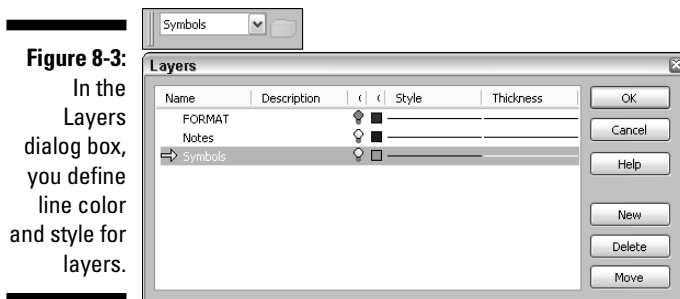 Symbols
Figure 8-3:
In the
Layers
dialog box,
you define
line color
and style for
layers.
Layers
Name Description ( ( Style Thickness
FORMAT
Notes
Symbols
OK
Cancel
Help
New
Delete
Move